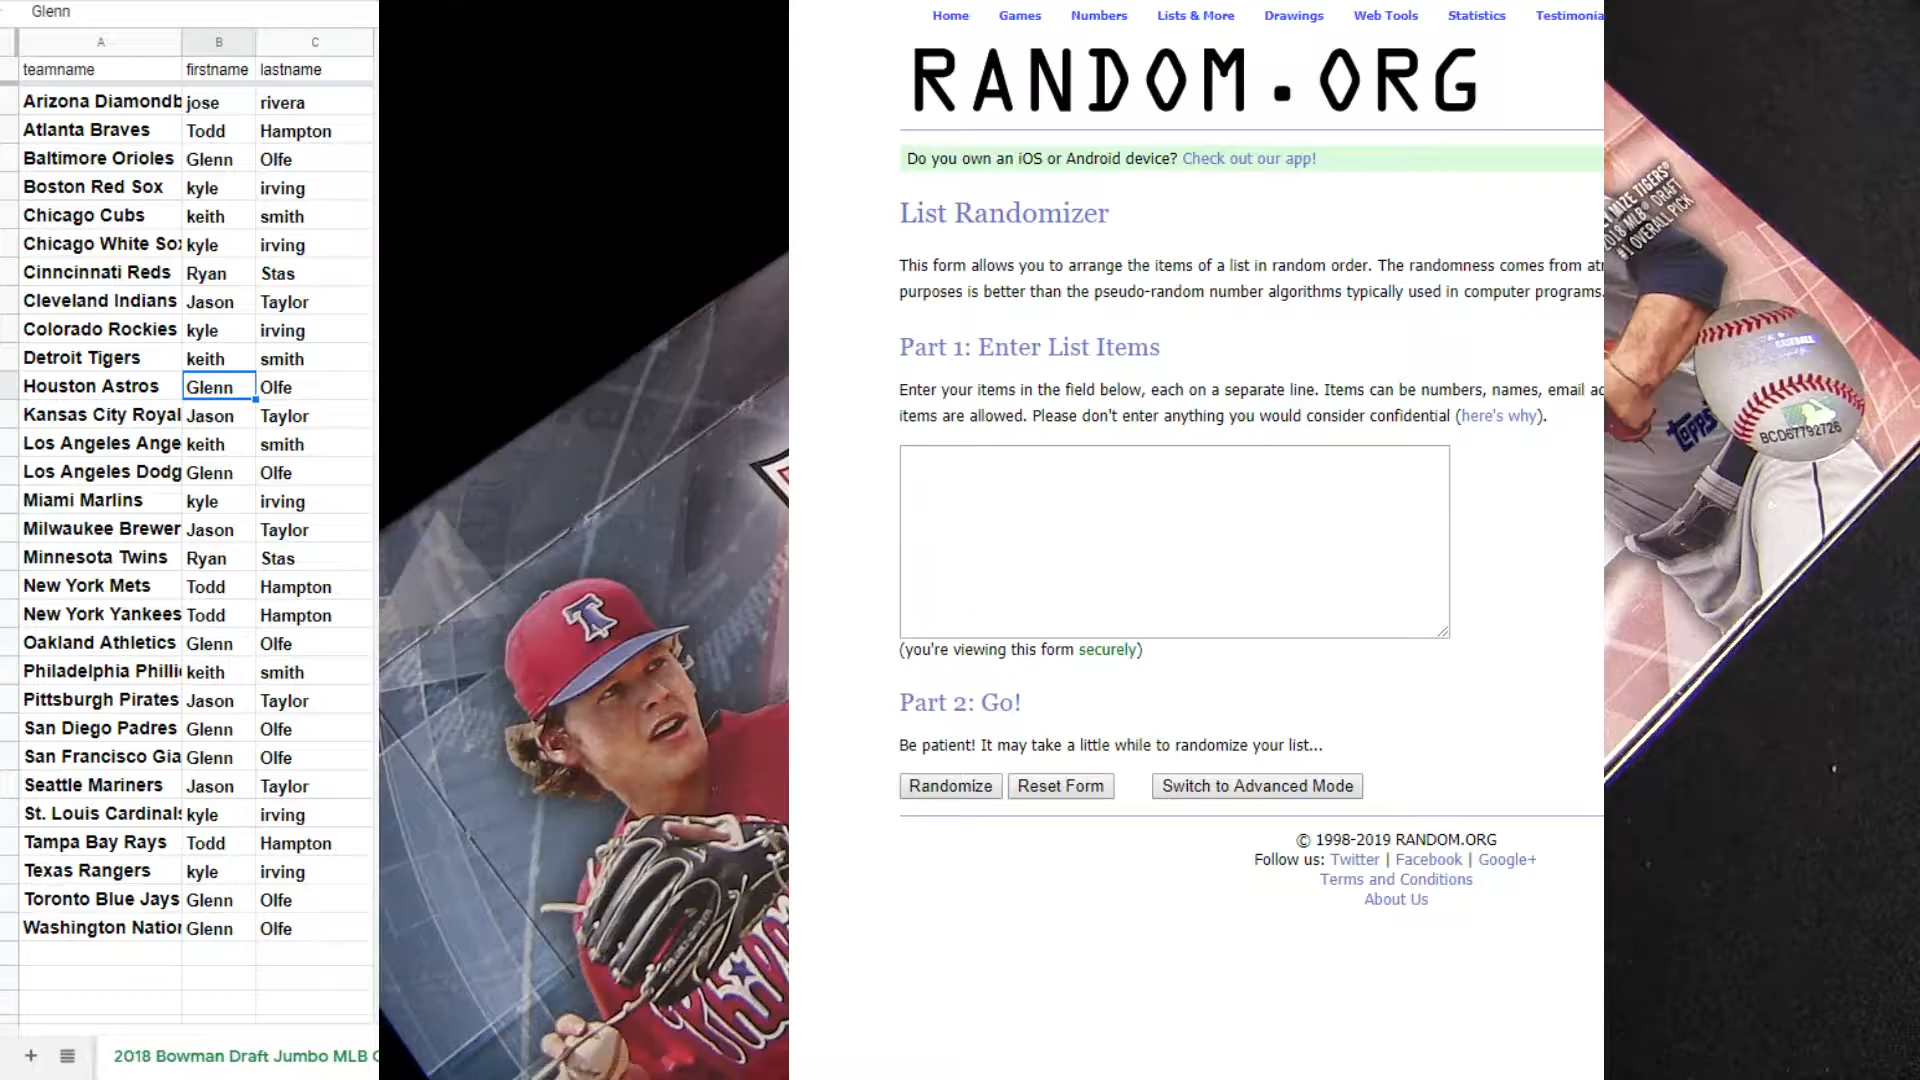 Glenn
A B C
teamname firstname lastname
Arizona Diamondb jose rivera
Atlanta Braves Todd Hampton
Baltimore Orioles Glenn Olfe
Boston Red Sox kyle irving
Chicago Cubs keith smith
Chicago White Sox kyle irving
Cinncinnati Reds Ryan Stas
Cleveland Indians Jason Taylor
Colorado Rockies kyle irving
Detroit Tigers keith smith
Houston Astros Glenn Olfe
Kansas City Royal Jason Taylor
Los Angeles Ange keith smith
Los Angeles Dodg Glenn Olfe
Miami Marlins kyle irving
Milwaukee Brewer Jason Taylor
Minnesota Twins Ryan Stas
New York Mets Todd Hampton
New York Yankees Todd Hampton
Oakland Athletics Glenn Olfe
Philadelphia Philli keith smith
Pittsburgh Pirates Jason Taylor
San Diego Padres Glenn Olfe
San Francisco Gia Glenn Olfe
Seattle Mariners Jason Taylor
St. Louis Cardinals kyle irving
Tampa Bay Rays Todd Hampton
Texas Rangers kyle irving
Toronto Blue Jays Glenn Olfe
Washington Nation Glenn Olfe
2018 Bowman Draft Jumbo MLB
Home Games Numbers Lists & More Drawings Web Tools Statistics Testimonia
RANDOM.ORG
Do you own an iOS or Android device? Check out our app!
List Randomizer
This form allows you to arrange the items of a list in random order. The randomness comes from at
purposes is better than the pseudo-random number algorithms typically used in computer programs.
Part 1: Enter List Items
Enter your items in the field below, each on a separate line. Items can be numbers, names, email ad
items are allowed. Please don't enter anything you would consider confidential (here's why).
(you're viewing this form securely)
Part 2: Go!
Be patient! It may take a little while to randomize your list...
Randomize Reset Form Switch to Advanced Mode
© 1998-2019 RANDOM.ORG
Follow us: Twitter | Facebook | Google+
Terms and Conditions
About Us
MIZE TIGERS®
2018 MLB® DRAFT
#1 OVERALL PICK
BASEBALL
Topps
BCD67792726